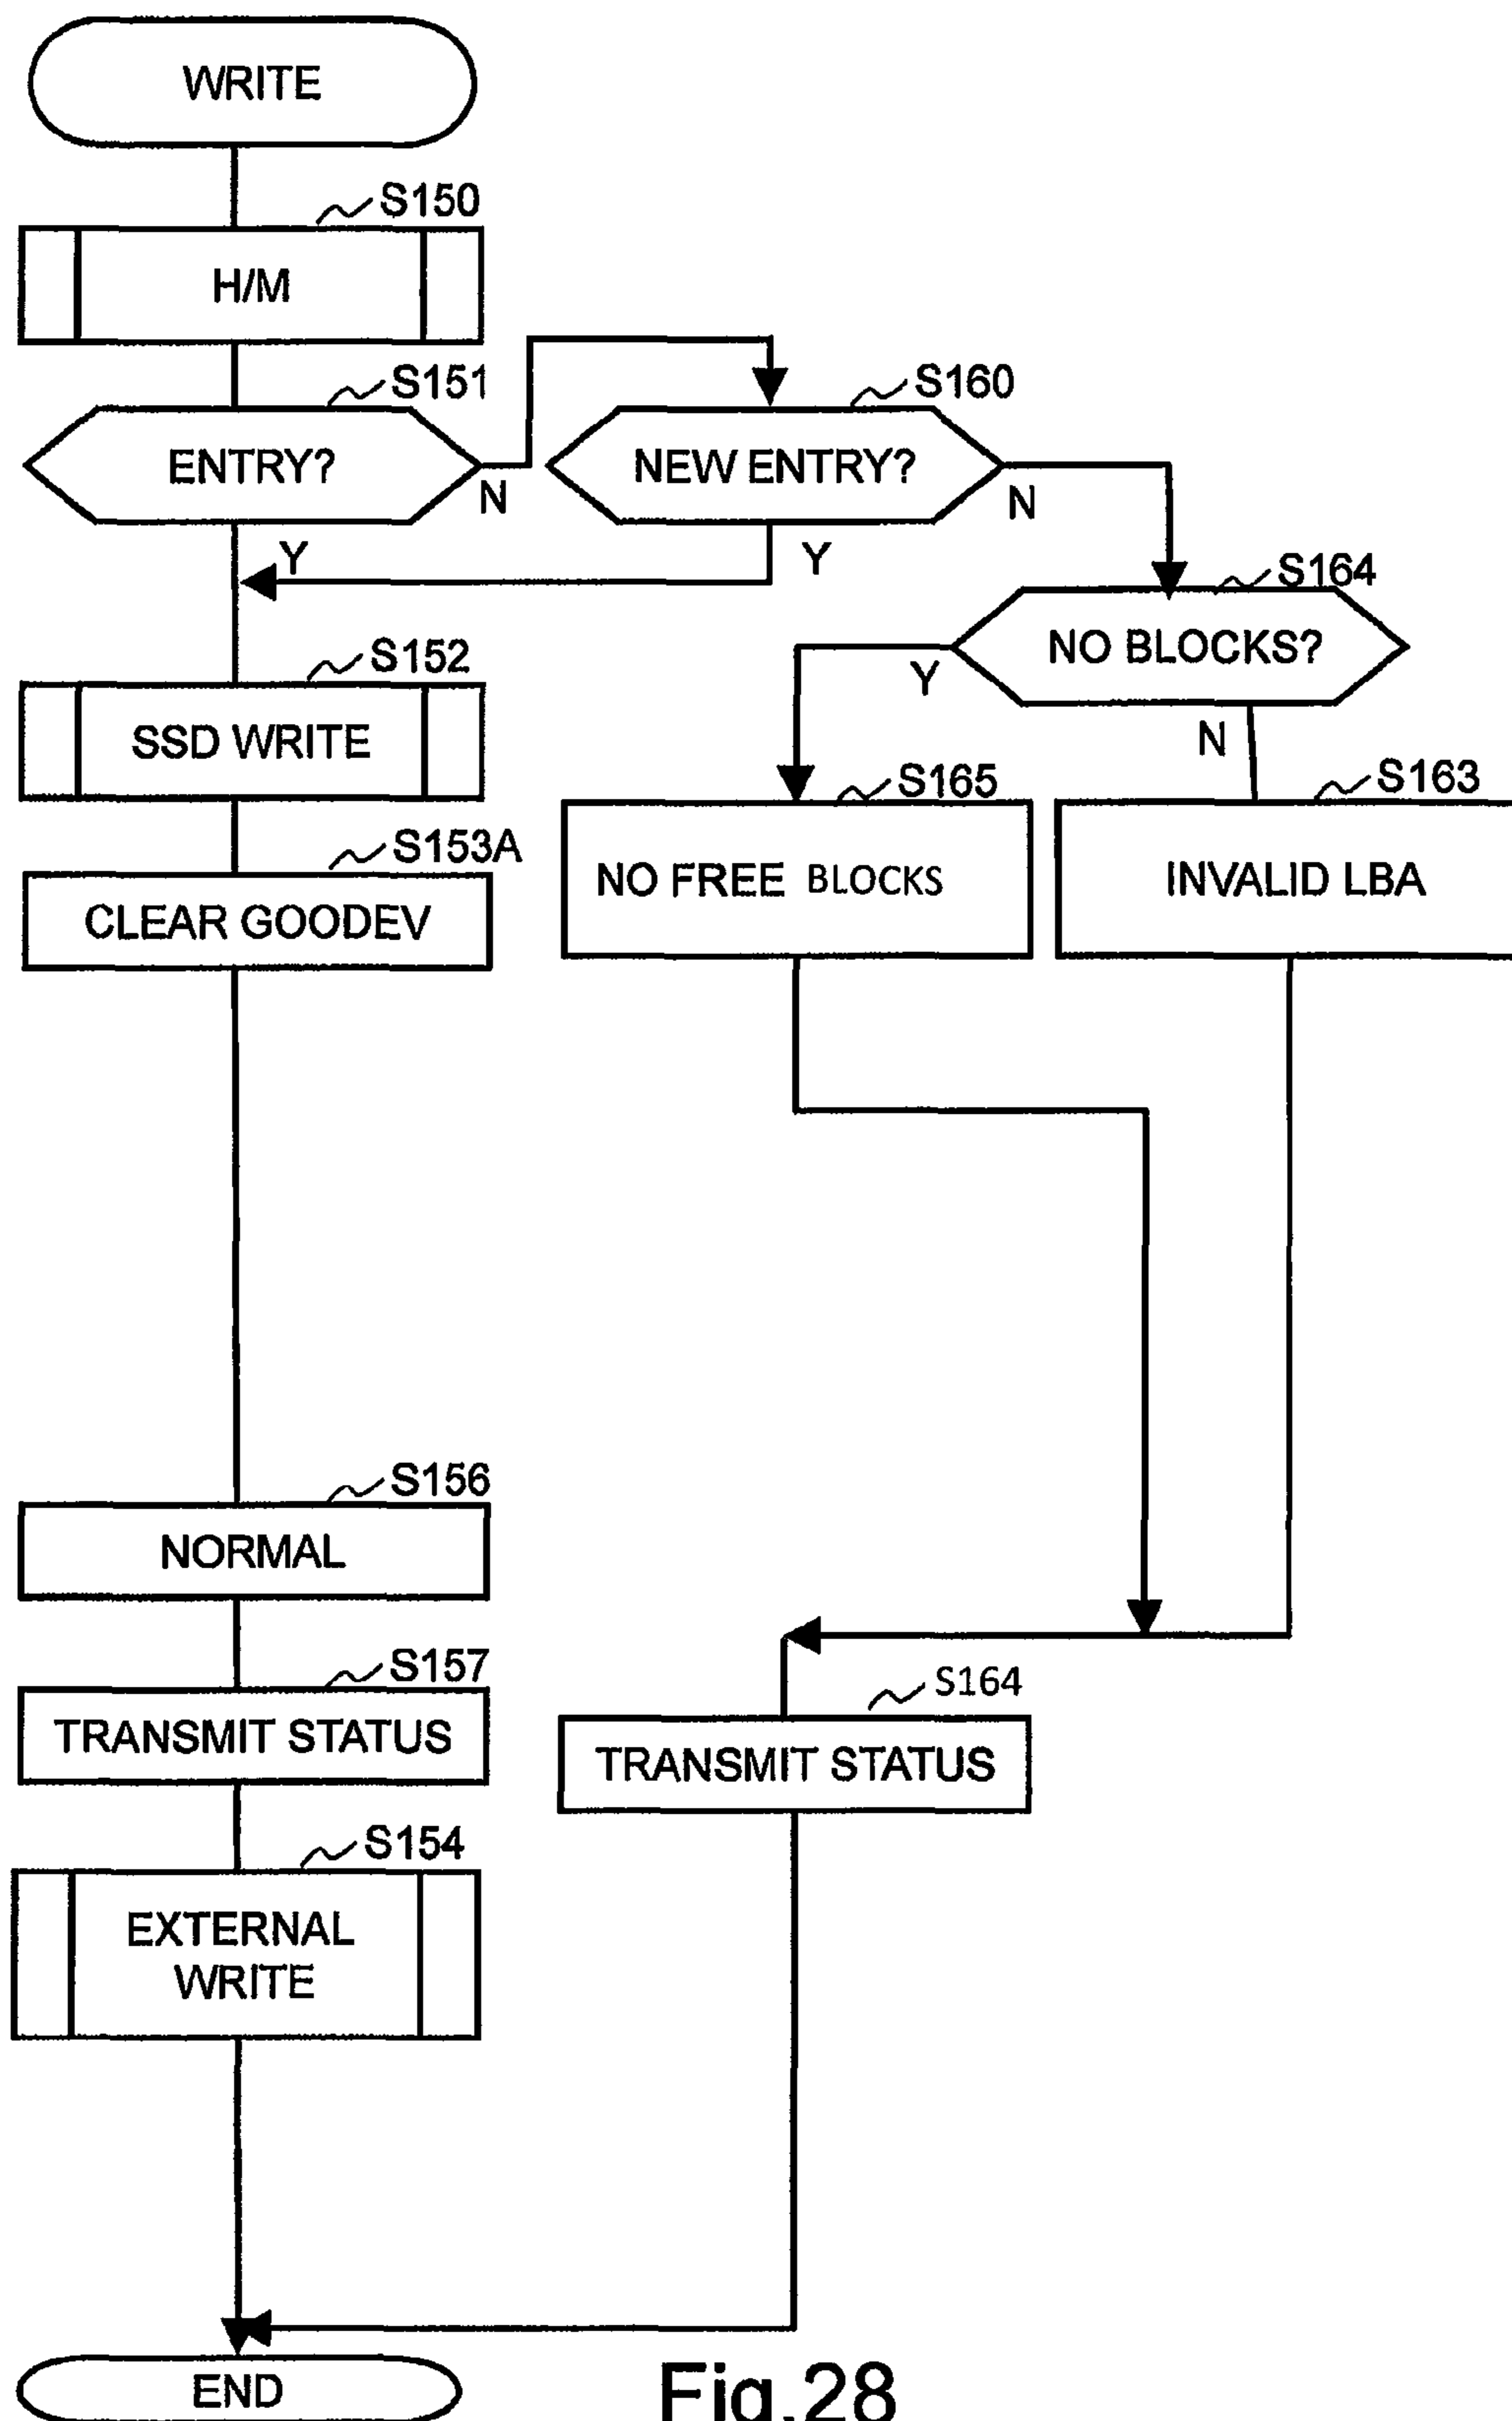 WRITE
S150
H/M
S151
ENTRY?
N
S160
NEW ENTRY?
N
Y
Y
S164
NO BLOCKS?
Y
N
S152
SSD WRITE
S165
NO FREE BLOCKS
S163
INVALID LBA
S153A
CLEAR GOODEV
S156
NORMAL
S157
TRANSMIT STATUS
S164
TRANSMIT STATUS
S154
EXTERNAL
WRITE
END
Fig.28